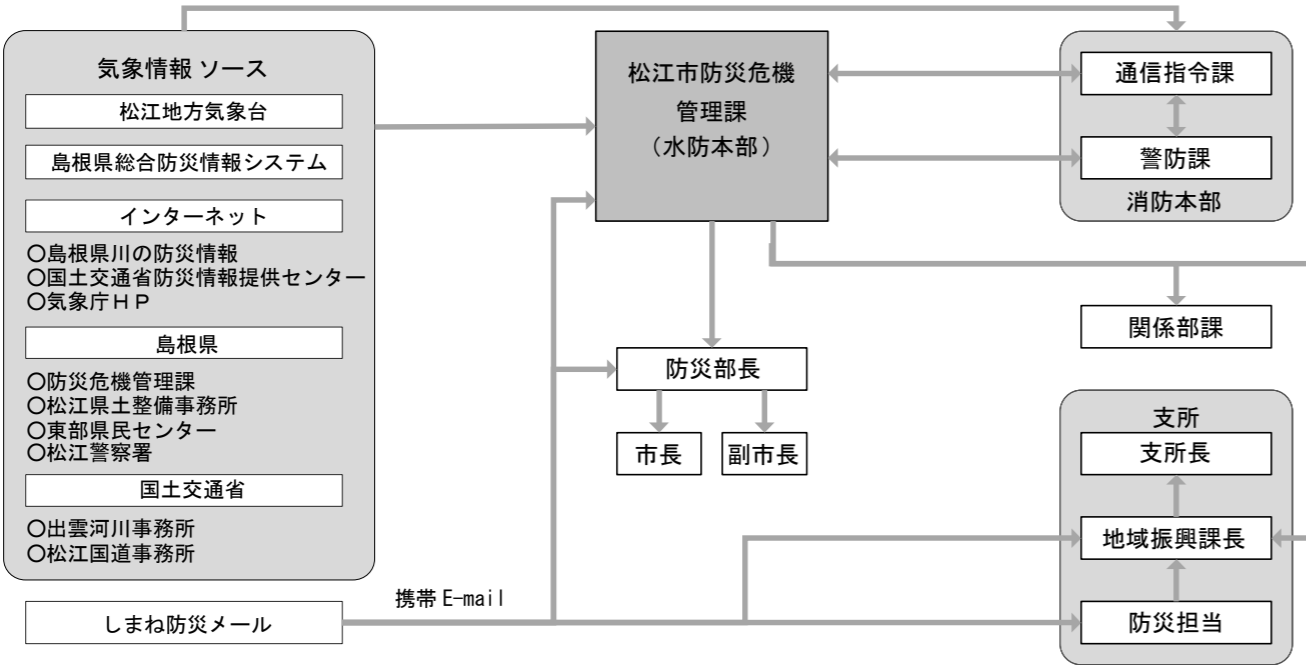 気象情報 ソース
松江地方気象台
島根県総合防災情報システム
インターネット
○島根県川の防災情報
○国土交通省防災情報提供センター
○気象庁ＨＰ
島根県
○防災危機管理課
○松江県土整備事務所
○東部県民センター
○松江警察署
国土交通省
○出雲河川事務所
○松江国道事務所
しまね防災メール
携帯 E-mail
松江市防災危機
管理課
（水防本部）
防災部長
市長
副市長
通信指令課
警防課
消防本部
関係部課
支所
支所長
地域振興課長
防災担当